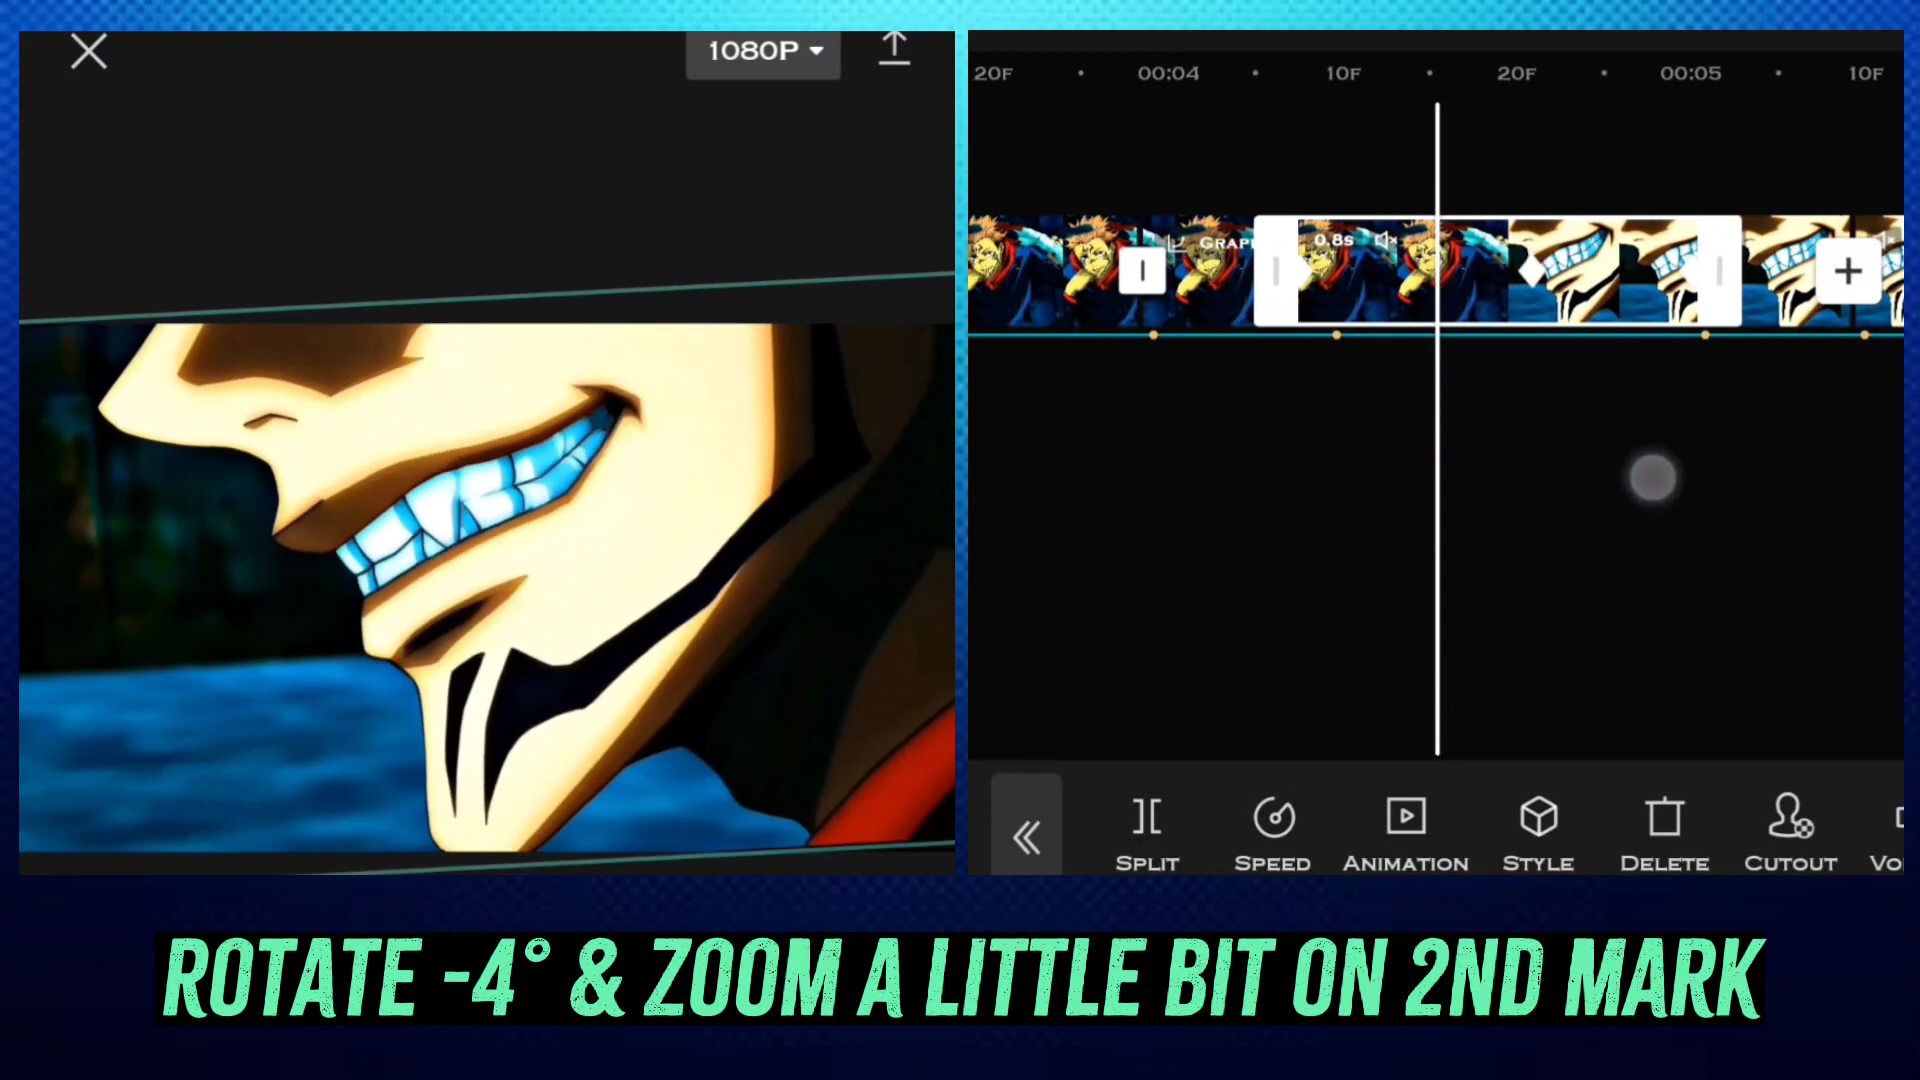 1080P
20F 00:04 10F 20F 00:05 10F
GRAP 0.8s
SPLIT SPEED ANIMATION STYLE DELETE CUTOUT VO
ROTATE -4° & ZOOM A LITTLE BIT ON 2ND MARK